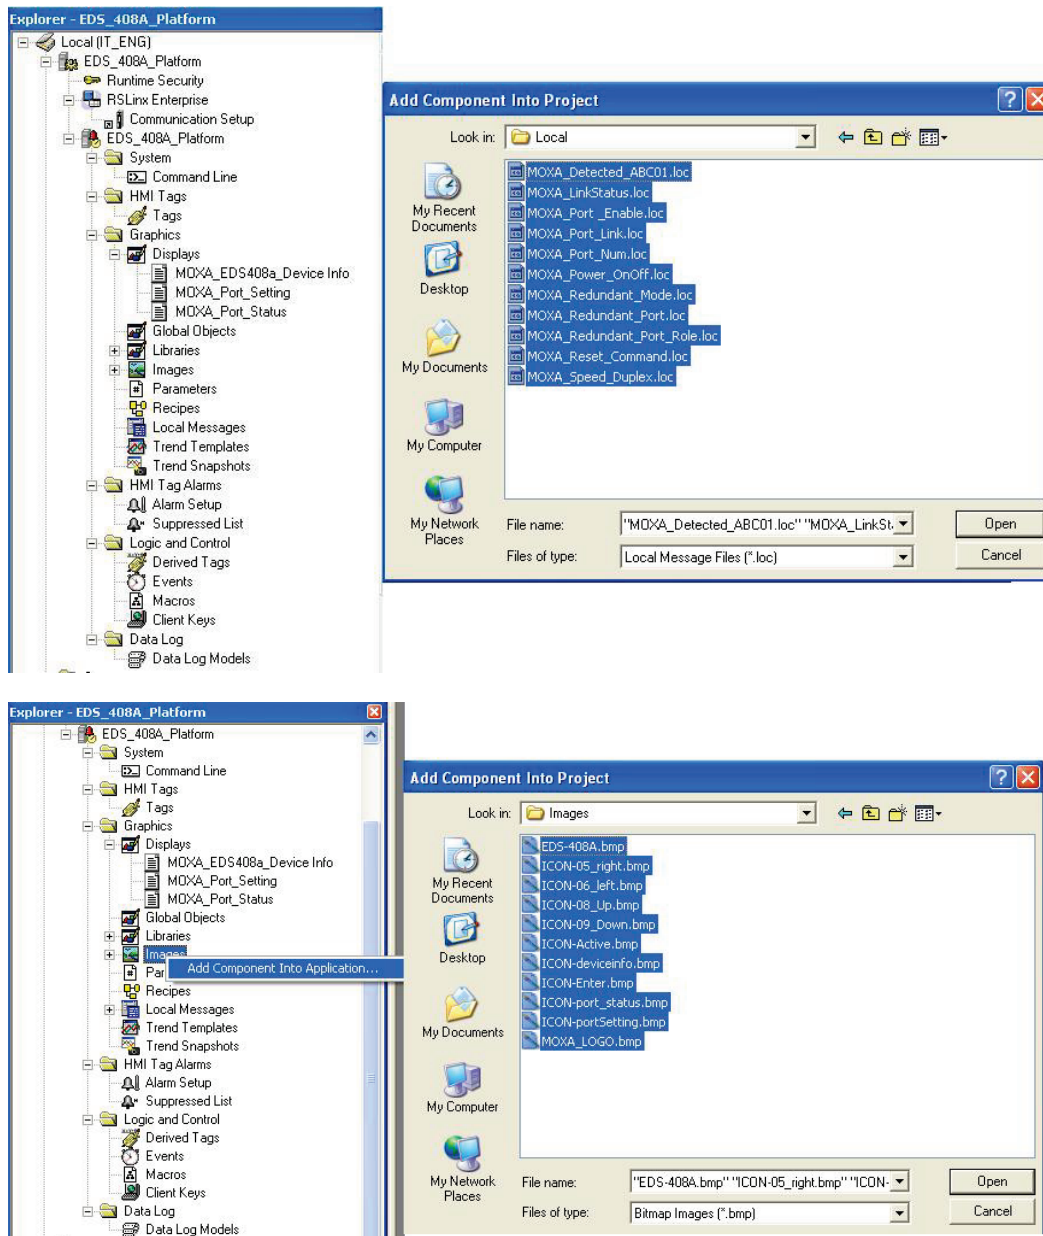 Explorer - EDS_408A_Platform
Local (IT_ENG)
EDS_408A_Platform
Runtime Security
RSLinx Enterprise
Communication Setup
EDS_408A_Platform
System
Command Line
HMI Tags
Tags
Graphics
Displays
MOXA_EDS408a_Device Info
MOXA_Port_Setting
MOXA_Port_Status
Global Objects
Libraries
Images
Parameters
Recipes
Local Messages
Trend Templates
Trend Snapshots
HMI Tag Alarms
Alarm Setup
Suppressed List
Logic and Control
Derived Tags
Events
Macros
Client Keys
Data Log
Data Log Models
Add Component Into Project
Look in: Local
My Recent
Documents
Desktop
My Documents
My Computer
My Network
Places
MOXA_Detected_ABC01.loc
MOXA_LinkStatus.loc
MOXA_Port _Enable.loc
MOXA_Port_Link.loc
MOXA_Port_Num.loc
MOXA_Power_OnOff.loc
MOXA_Redundant_Mode.loc
MOXA_Redundant_Port.loc
MOXA_Redundant_Port_Role.loc
MOXA_Reset_Command.loc
MOXA_Speed_Duplex.loc
File name: "MOXA_Detected_ABC01.loc" "MOXA_LinkSt Open
Files of type: Local Message Files (*.loc) Cancel
Explorer - EDS_408A_Platform
EDS_408A_Platform
System
Command Line
HMI Tags
Tags
Graphics
Displays
MOXA_EDS408a_Device Info
MOXA_Port_Setting
MOXA_Port_Status
Global Objects
Libraries
Images
Add Component Into Application...
Par
Recipes
Local Messages
Trend Templates
Trend Snapshots
HMI Tag Alarms
Alarm Setup
Suppressed List
Logic and Control
Derived Tags
Events
Macros
Client Keys
Data Log
Data Log Models
Add Component Into Project
Look in: Images
My Recent
Documents
Desktop
My Documents
My Computer
My Network
Places
EDS-408A.bmp
ICON-05_right.bmp
ICON-06_left.bmp
ICON-08_Up.bmp
ICON-09_Down.bmp
ICON-Active.bmp
ICON-deviceinfo.bmp
ICON-Enter.bmp
ICON-port_status.bmp
ICON-portSetting.bmp
MOXA_LOGO.bmp
File name: "EDS-408A.bmp" "ICON-05_right.bmp" "ICON- Open
Files of type: Bitmap Images (*.bmp) Cancel